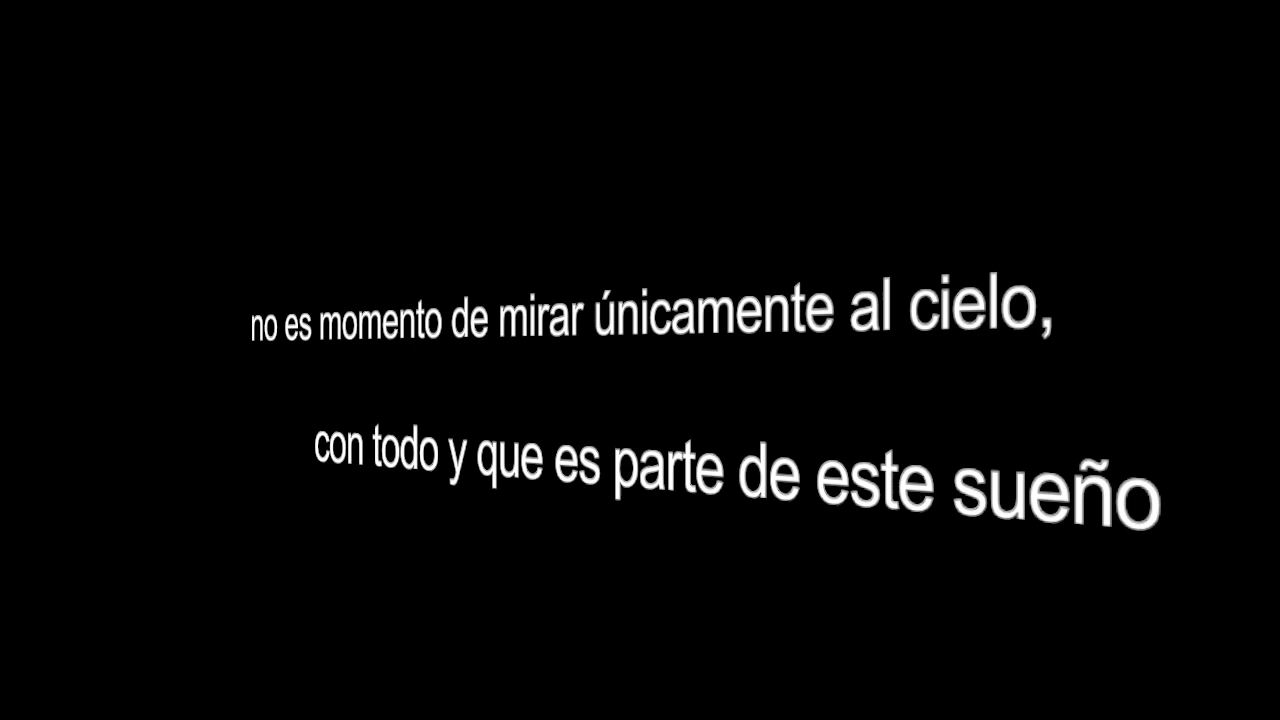 no es momento de mirar únicamente al cielo,
con todo y que es parte de este sueño